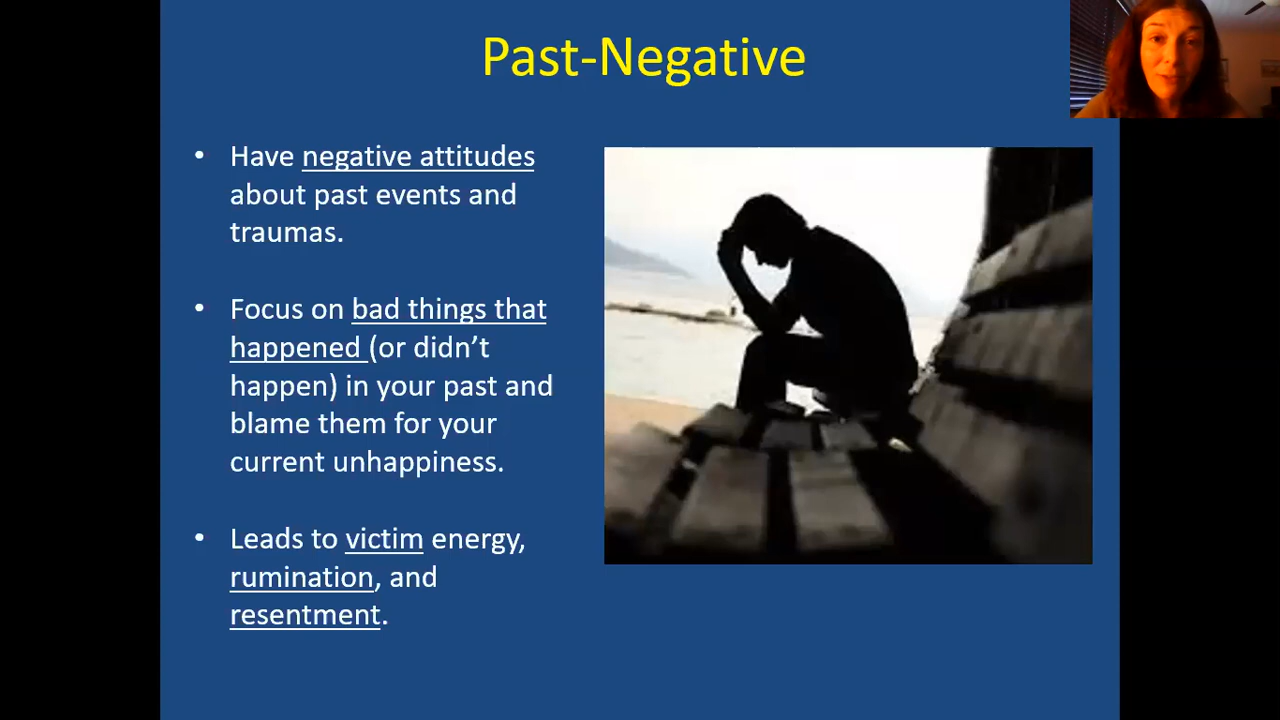 Past-Negative
• Have negative attitudes
about past events and
traumas.
• Focus on bad things that
happened (or didn’t
happen) in your past and
blame them for your
current unhappiness.
• Leads to victim energy,
rumination, and
resentment.